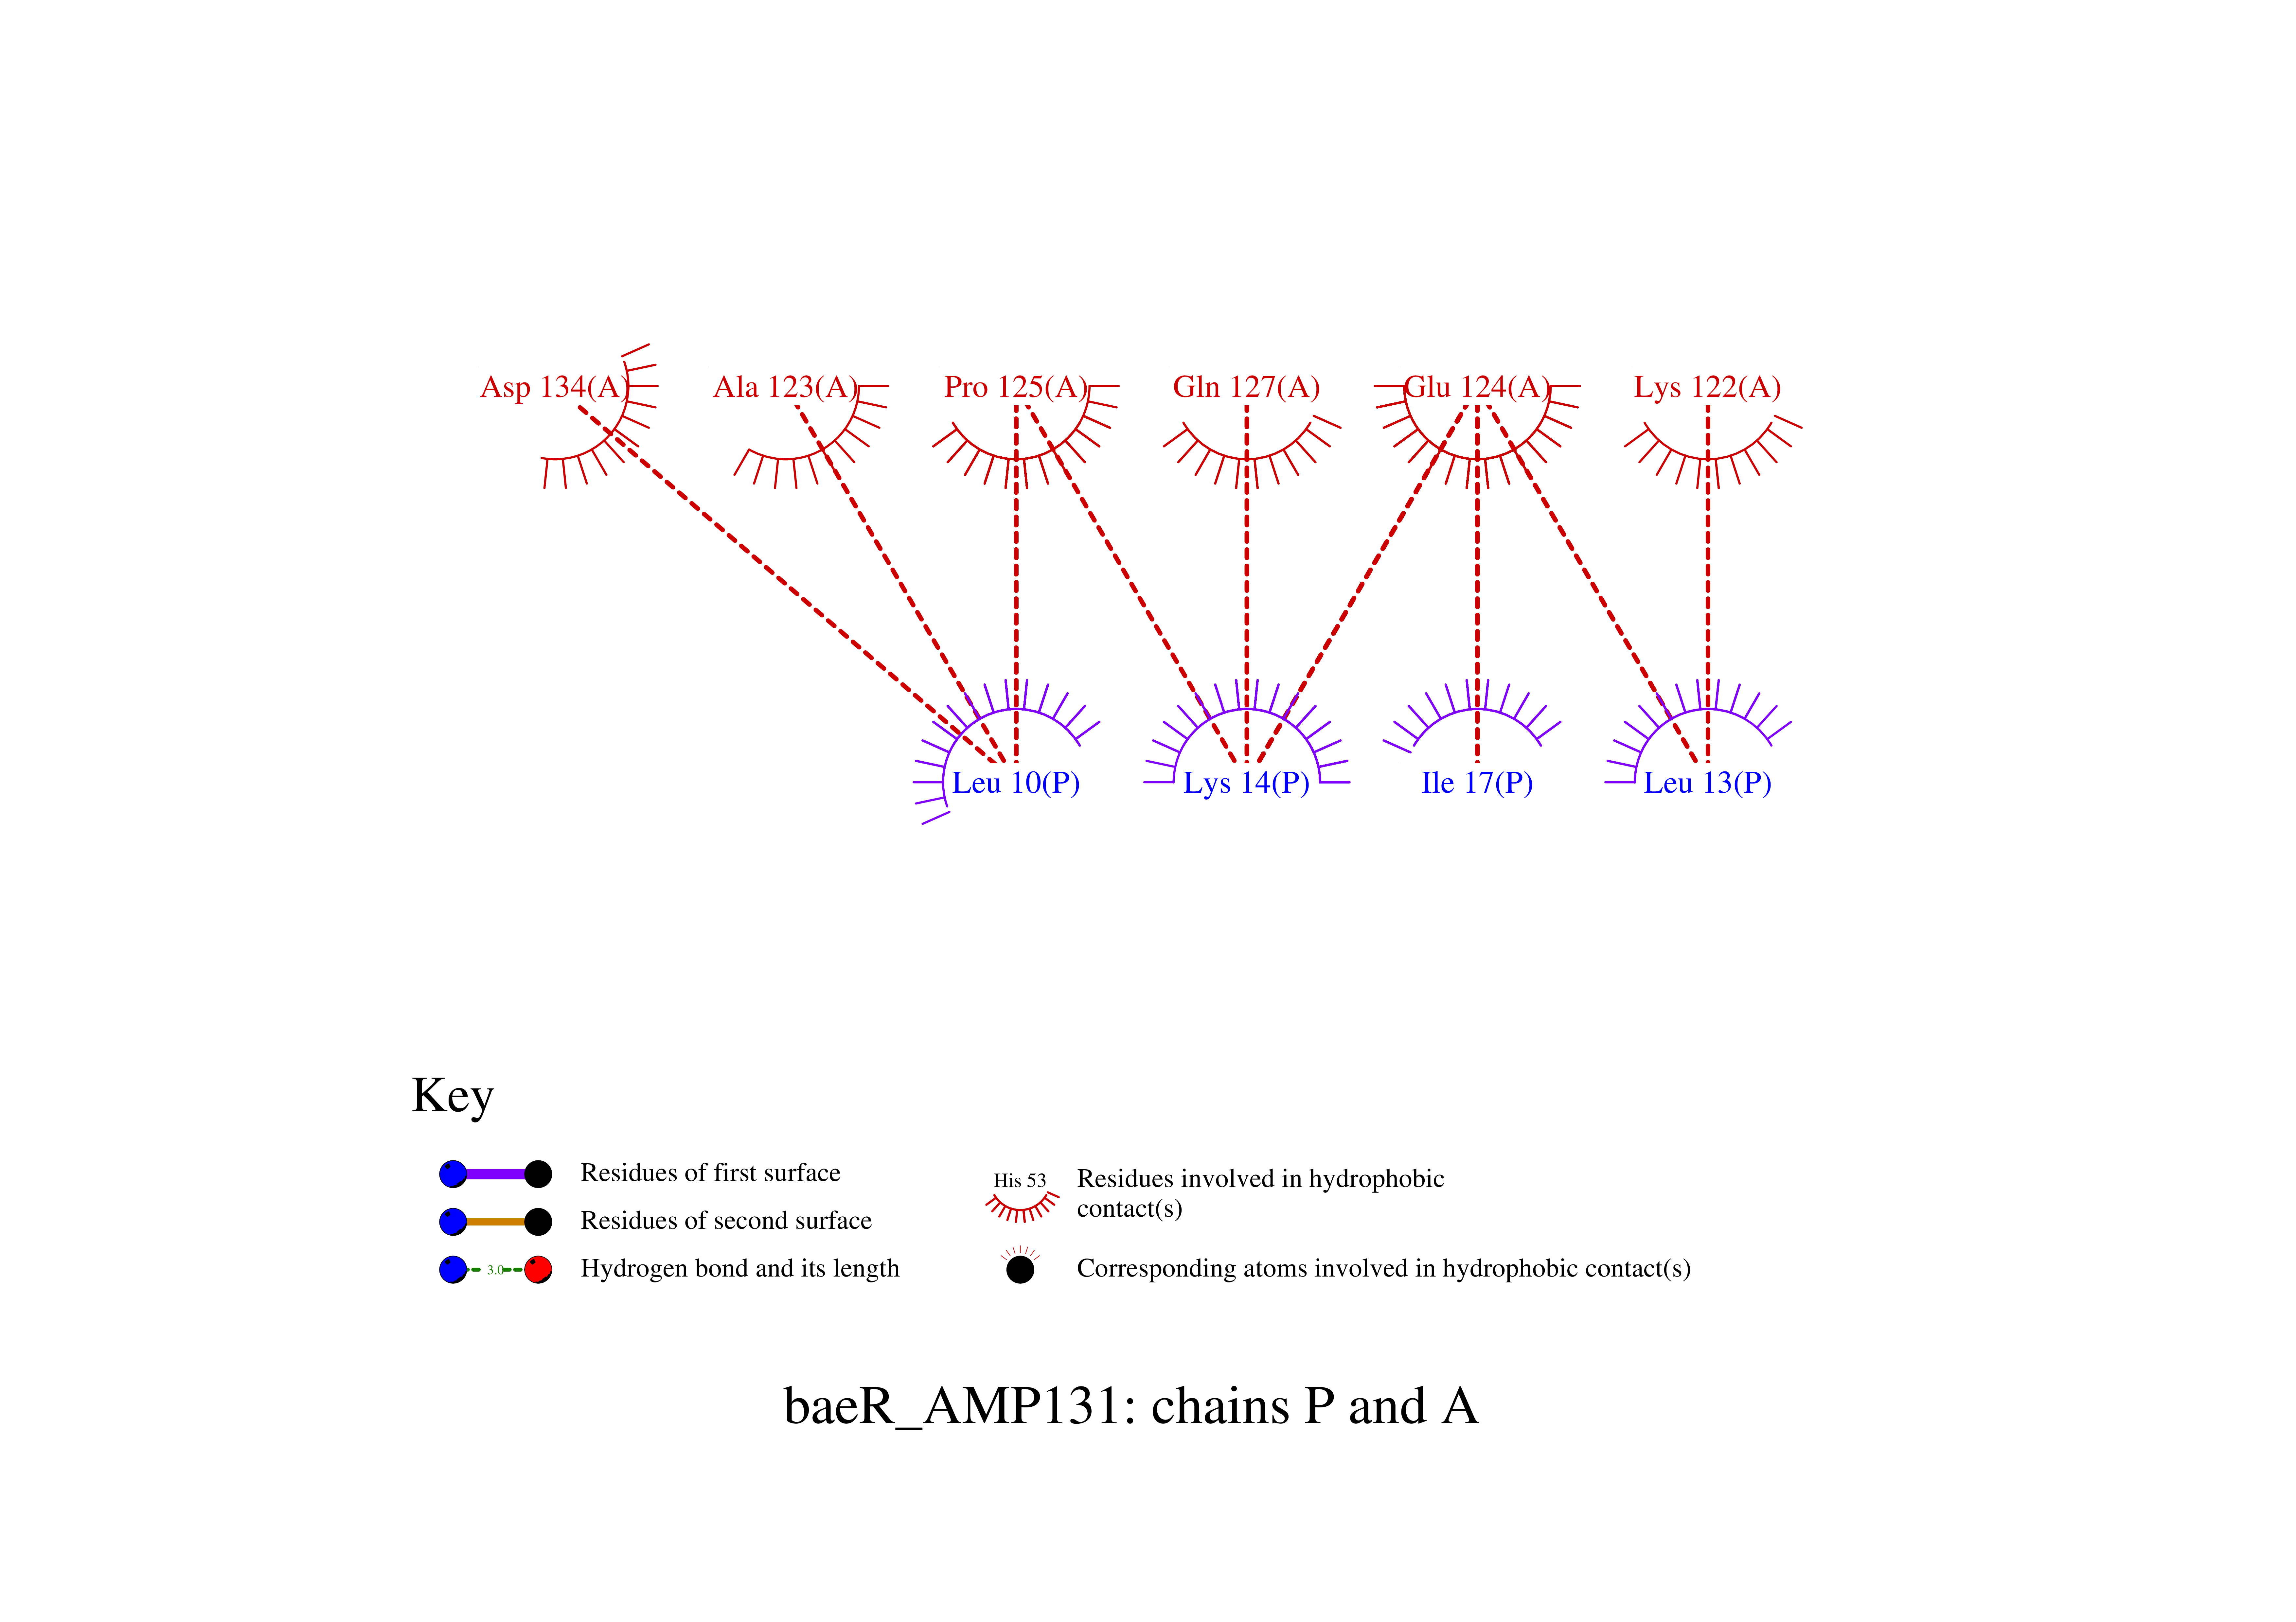 Asp 134(A) Ala 123(A) Pro 125(A) Gln 127(A) Glu 124(A) Lys 122(A)
Leu 10(P) Lys 14(P) Ile 17(P) Leu 13(P)
Key
Residues of first surface
Residues of second surface
3.0 Hydrogen bond and its length
His 53 Residues involved in hydrophobic
contact(s)
Corresponding atoms involved in hydrophobic contact(s)
baeR_AMP131: chains P and A